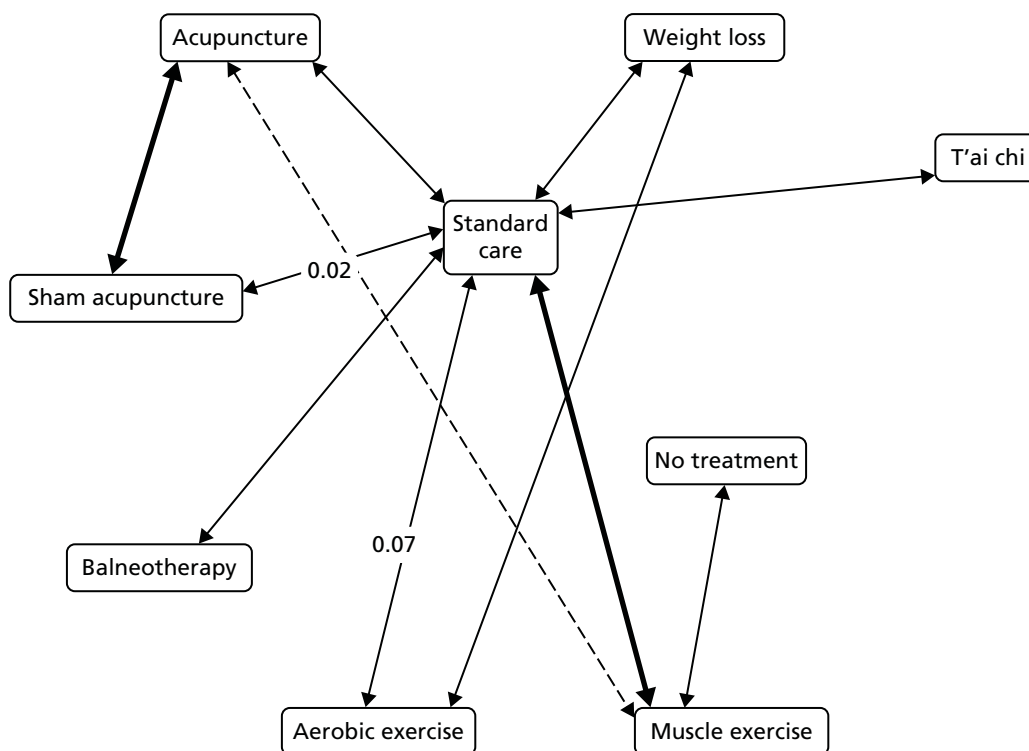 Acupuncture
Weight loss
T’ai chi
Standard
care
0.02
Sham acupuncture
No treatment
0.07
Balneotherapy
Aerobic exercise
Muscle exercise